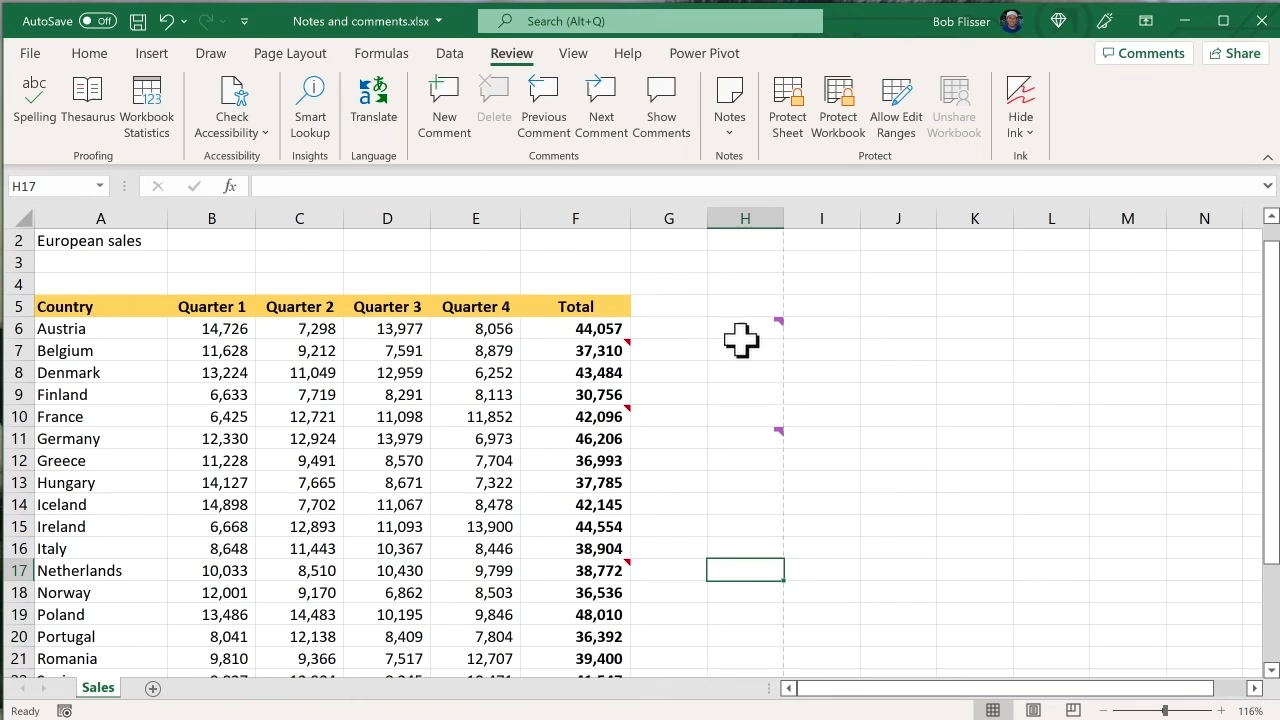 AutoSave Off Notes and comments.xlsx Search (Alt+Q) Bob Flisser
File Home Insert Draw Page Layout Formulas Data Review View Help Power Pivot Comments Share
abc 123
Spelling Thesaurus Workbook Statistics Check Accessibility Smart Lookup Translate New Comment Delete Previous Comment Next Comment Show Comments Notes Protect Sheet Protect Workbook Allow Edit Ranges Unshare Workbook Hide Ink
Proofing Accessibility Insights Language Comments Notes Protect Ink
H17 fx
A B C D E F G H I J K L M N
2 European sales
3
4
5 Country Quarter 1 Quarter 2 Quarter 3 Quarter 4 Total
6 Austria 14,726 7,298 13,977 8,056 44,057
7 Belgium 11,628 9,212 7,591 8,879 37,310
8 Denmark 13,224 11,049 12,959 6,252 43,484
9 Finland 6,633 7,719 8,291 8,113 30,756
10 France 6,425 12,721 11,098 11,852 42,096
11 Germany 12,330 12,924 13,979 6,973 46,206
12 Greece 11,228 9,491 8,570 7,704 36,993
13 Hungary 14,127 7,665 8,671 7,322 37,785
14 Iceland 14,898 7,702 11,067 8,478 42,145
15 Ireland 6,668 12,893 11,093 13,900 44,554
16 Italy 8,648 11,443 10,367 8,446 38,904
17 Netherlands 10,033 8,510 10,430 9,799 38,772
18 Norway 12,001 9,170 6,862 8,503 36,536
19 Poland 13,486 14,483 10,195 9,846 48,010
20 Portugal 8,041 12,138 8,409 7,804 36,392
21 Romania 9,810 9,366 7,517 12,707 39,400
Sales
Ready 116%